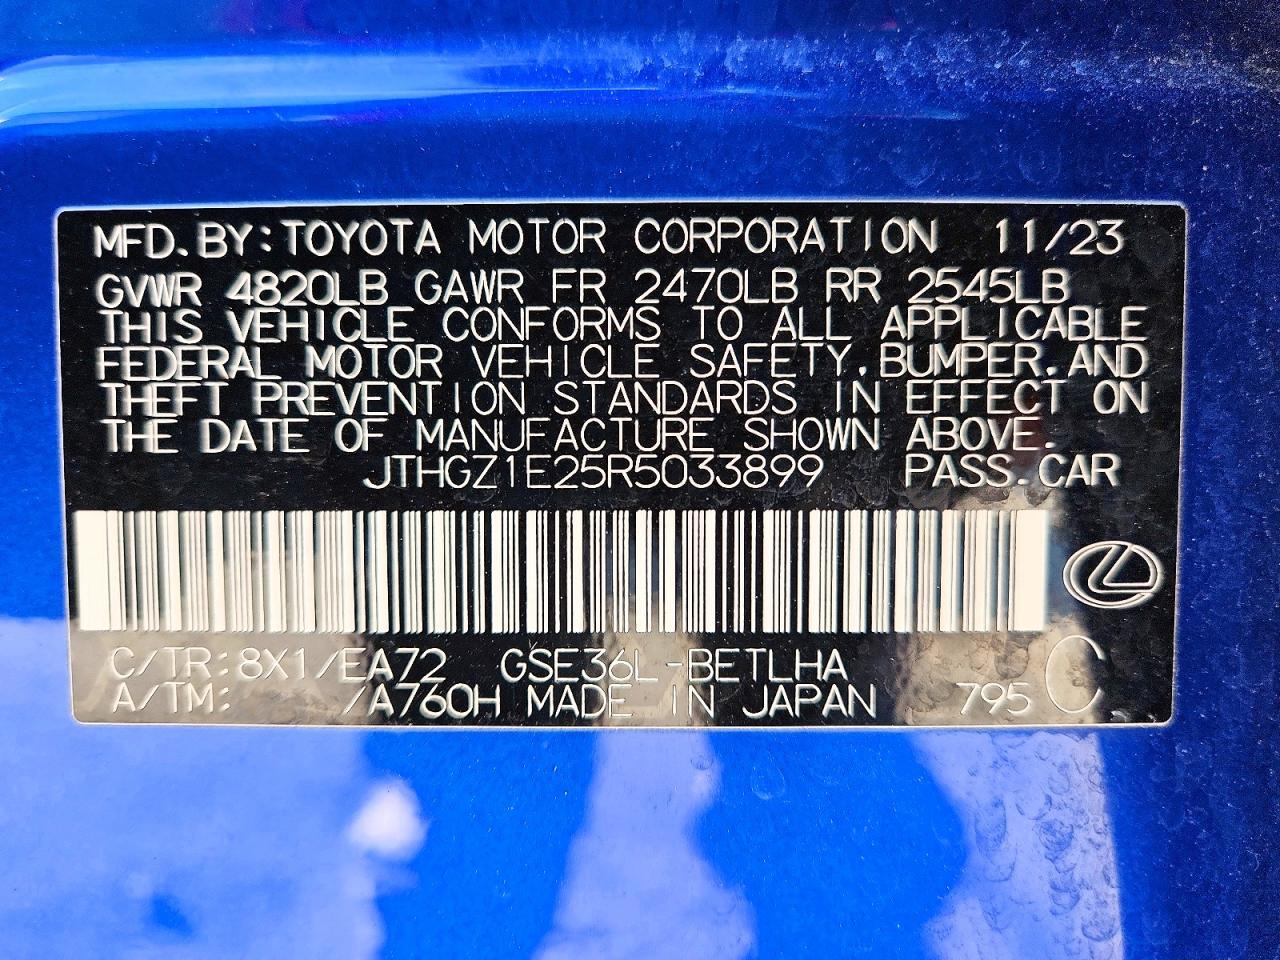 MFD.BY:TOYOTA MOTOR CORPORATION 11/23
GVWR 4820LB GAWR FR 2470LB RR 2545LB
THIS VEHICLE CONFORMS TO ALL APPLICABLE
FEDERAL MOTOR VEHICLE SAFETY,BUMPER,AND
THEFT PREVENTION STANDARDS IN EFFECT ON
THE DATE OF MANUFACTURE SHOWN ABOVE.
JTHGZ1E25R5033899 PASS.CAR
C/TR:8X1/EA72 GSE36L-BETLHA
A/TM: /A760H MADE IN JAPAN 795 C